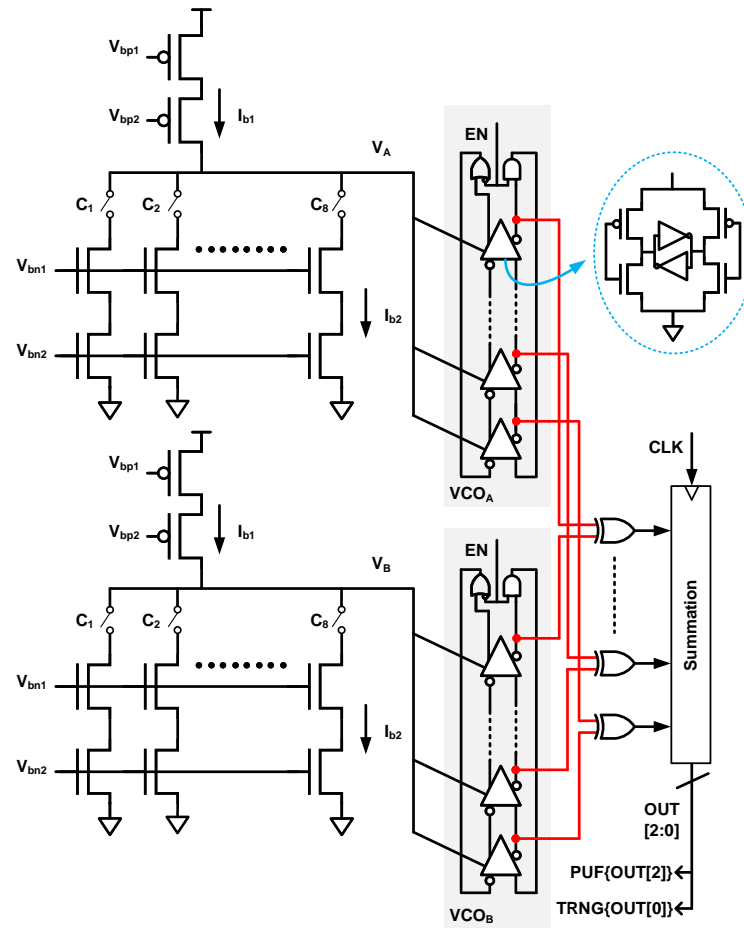 Vbp1
Vbp2
Ib1
VA
EN
C1
C2
C8
Vbn1
Ib2
Vbn2
VCOA
Vbp1
Vbp2
Ib1
CLK
VB
EN
C1
C2
C8
Summation
Vbn1
Ib2
Vbn2
OUT
[2:0]
PUF{OUT[2]}
TRNG{OUT[0]}
VCOB